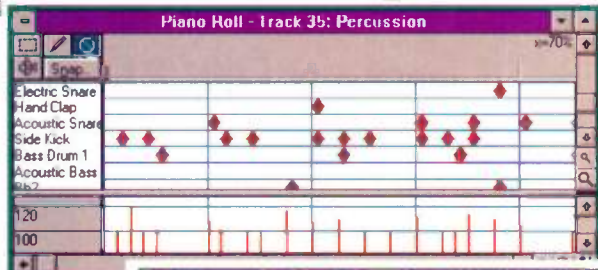 Piano Roll - Track 35: Percussion
x=70%
Snap
Electric Snare
Hand Clap
Acoustic Snare
Side Kick
Bass Drum 1
Acoustic Bass
120
100